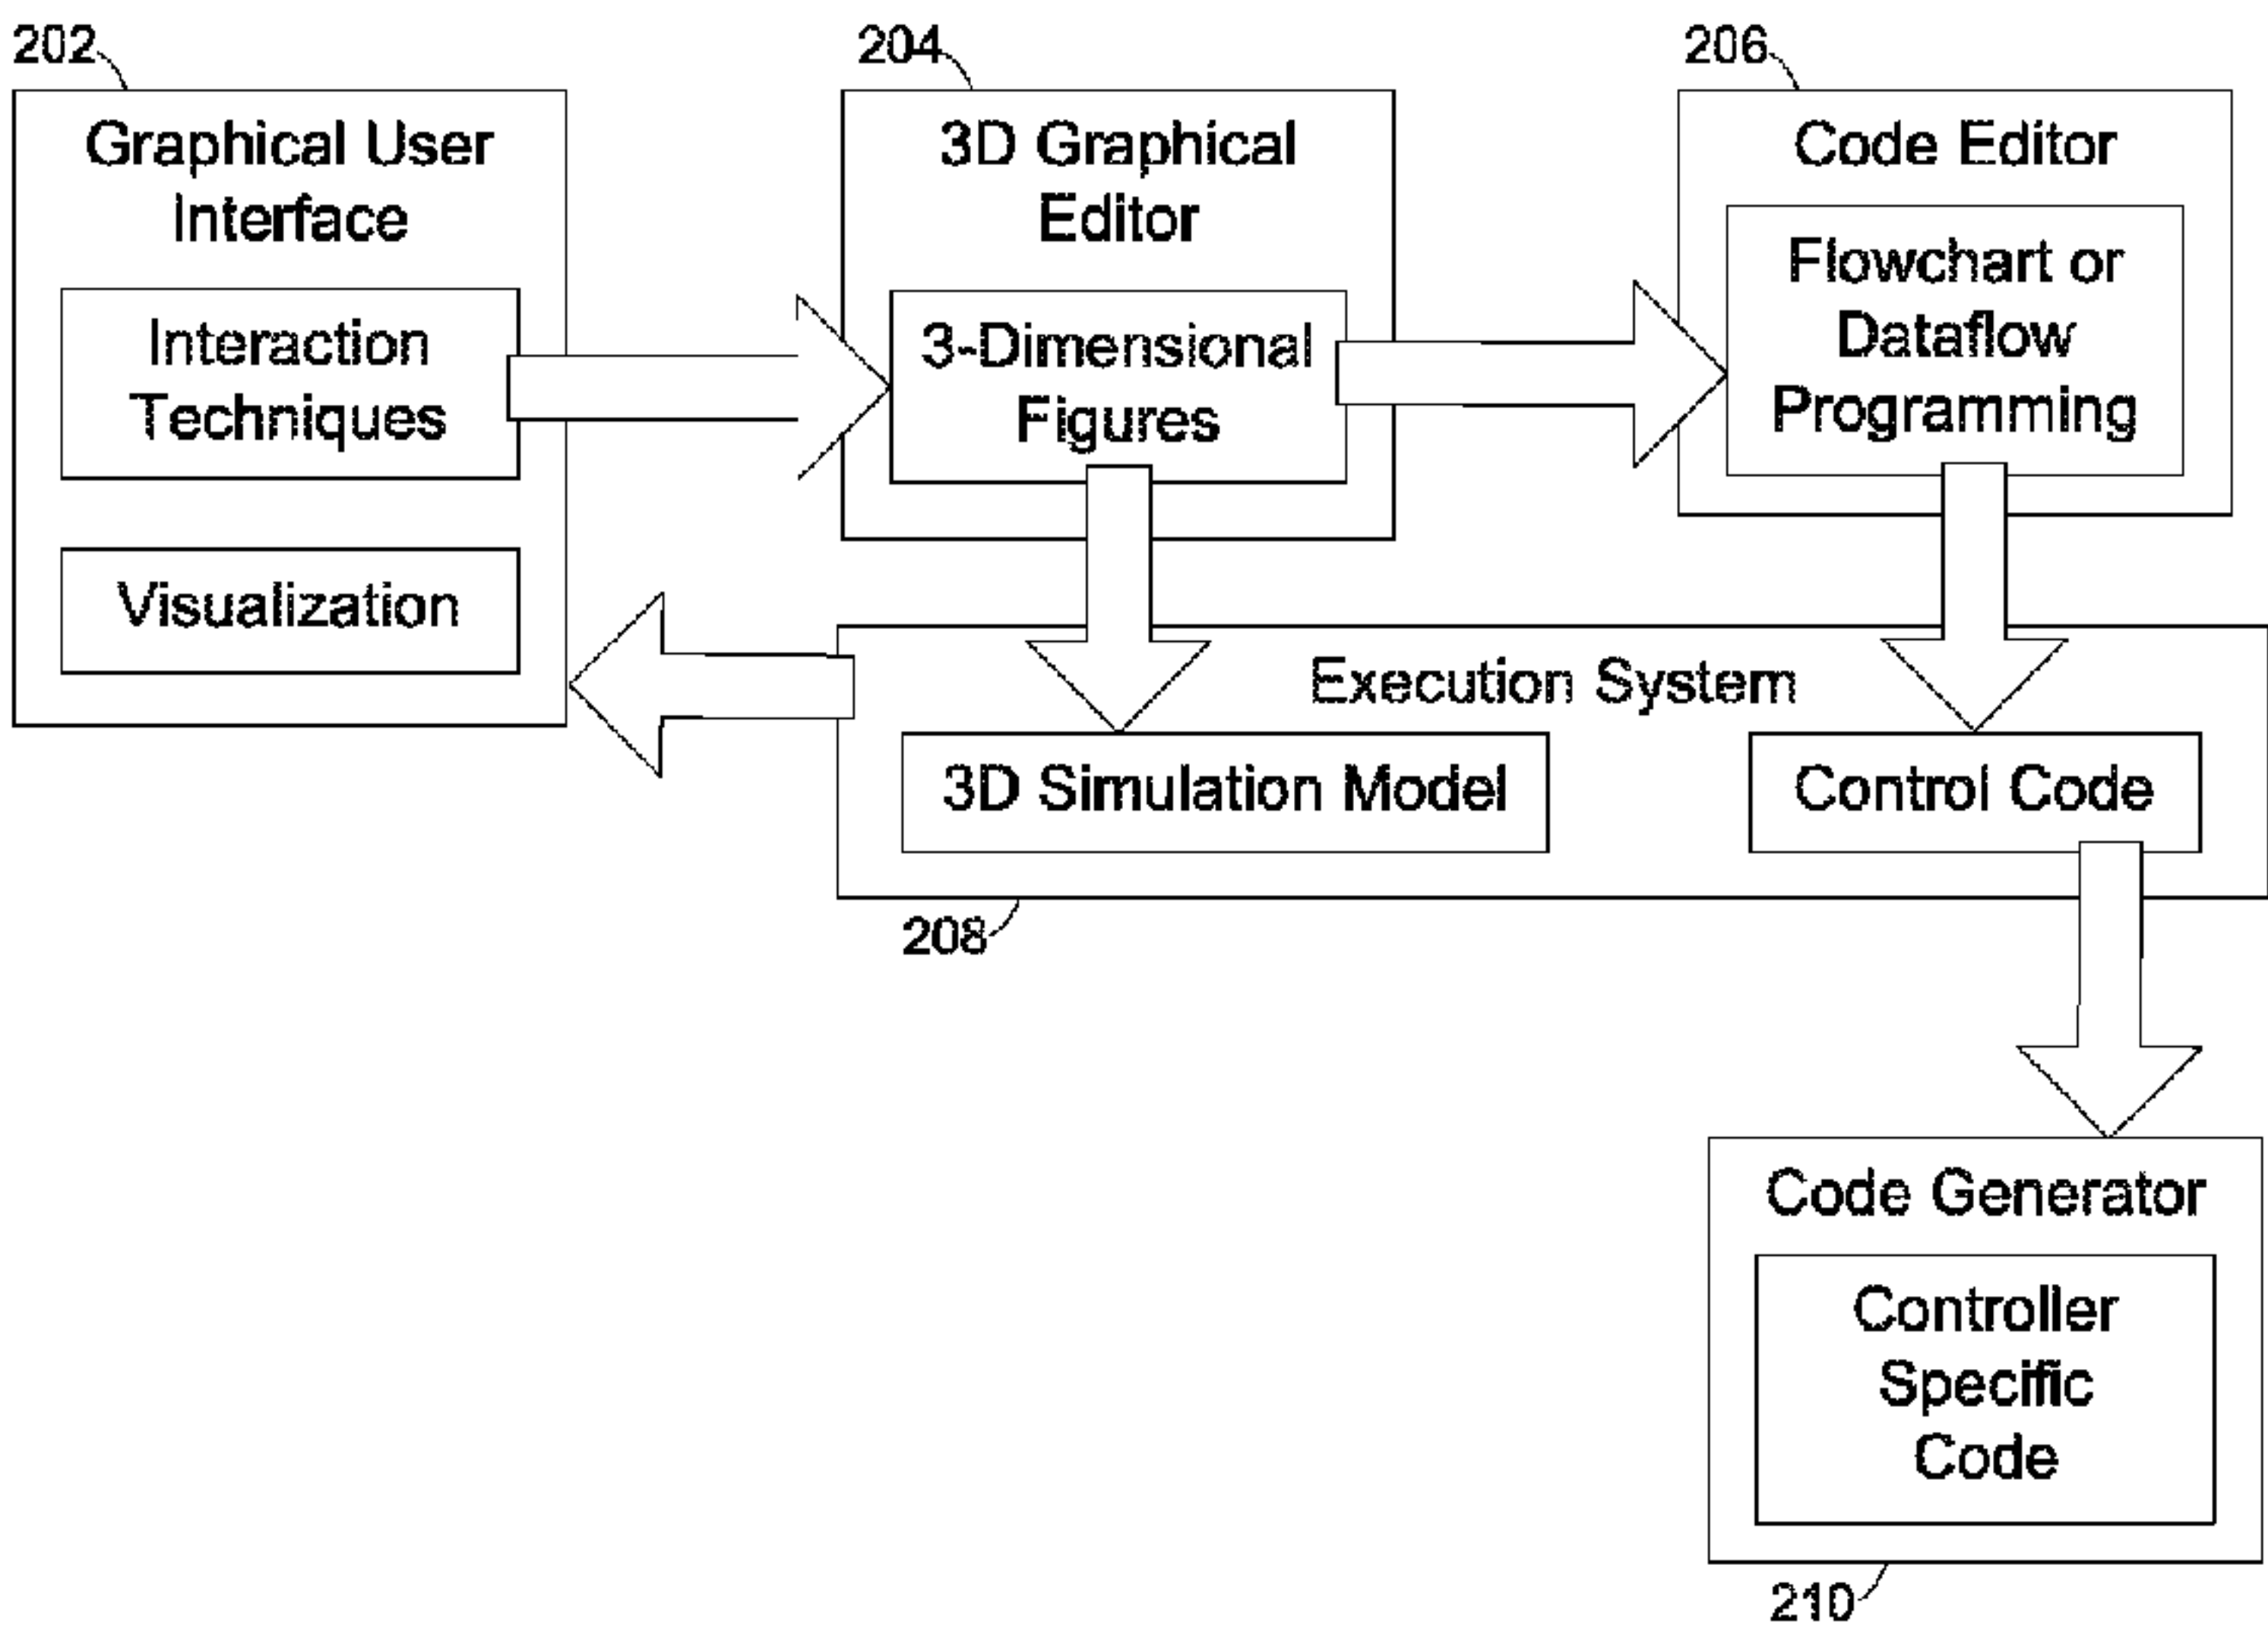 202
Graphical User
Interface
Interaction
Techniques
Visualization
204
3D Graphical
Editor
3-Dimensional
Figures
206
Code Editor
Flowchart or
Dataflow
Programming
Execution System
3D Simulation Model
Control Code
208
Code Generator
Controller
Specific
Code
210